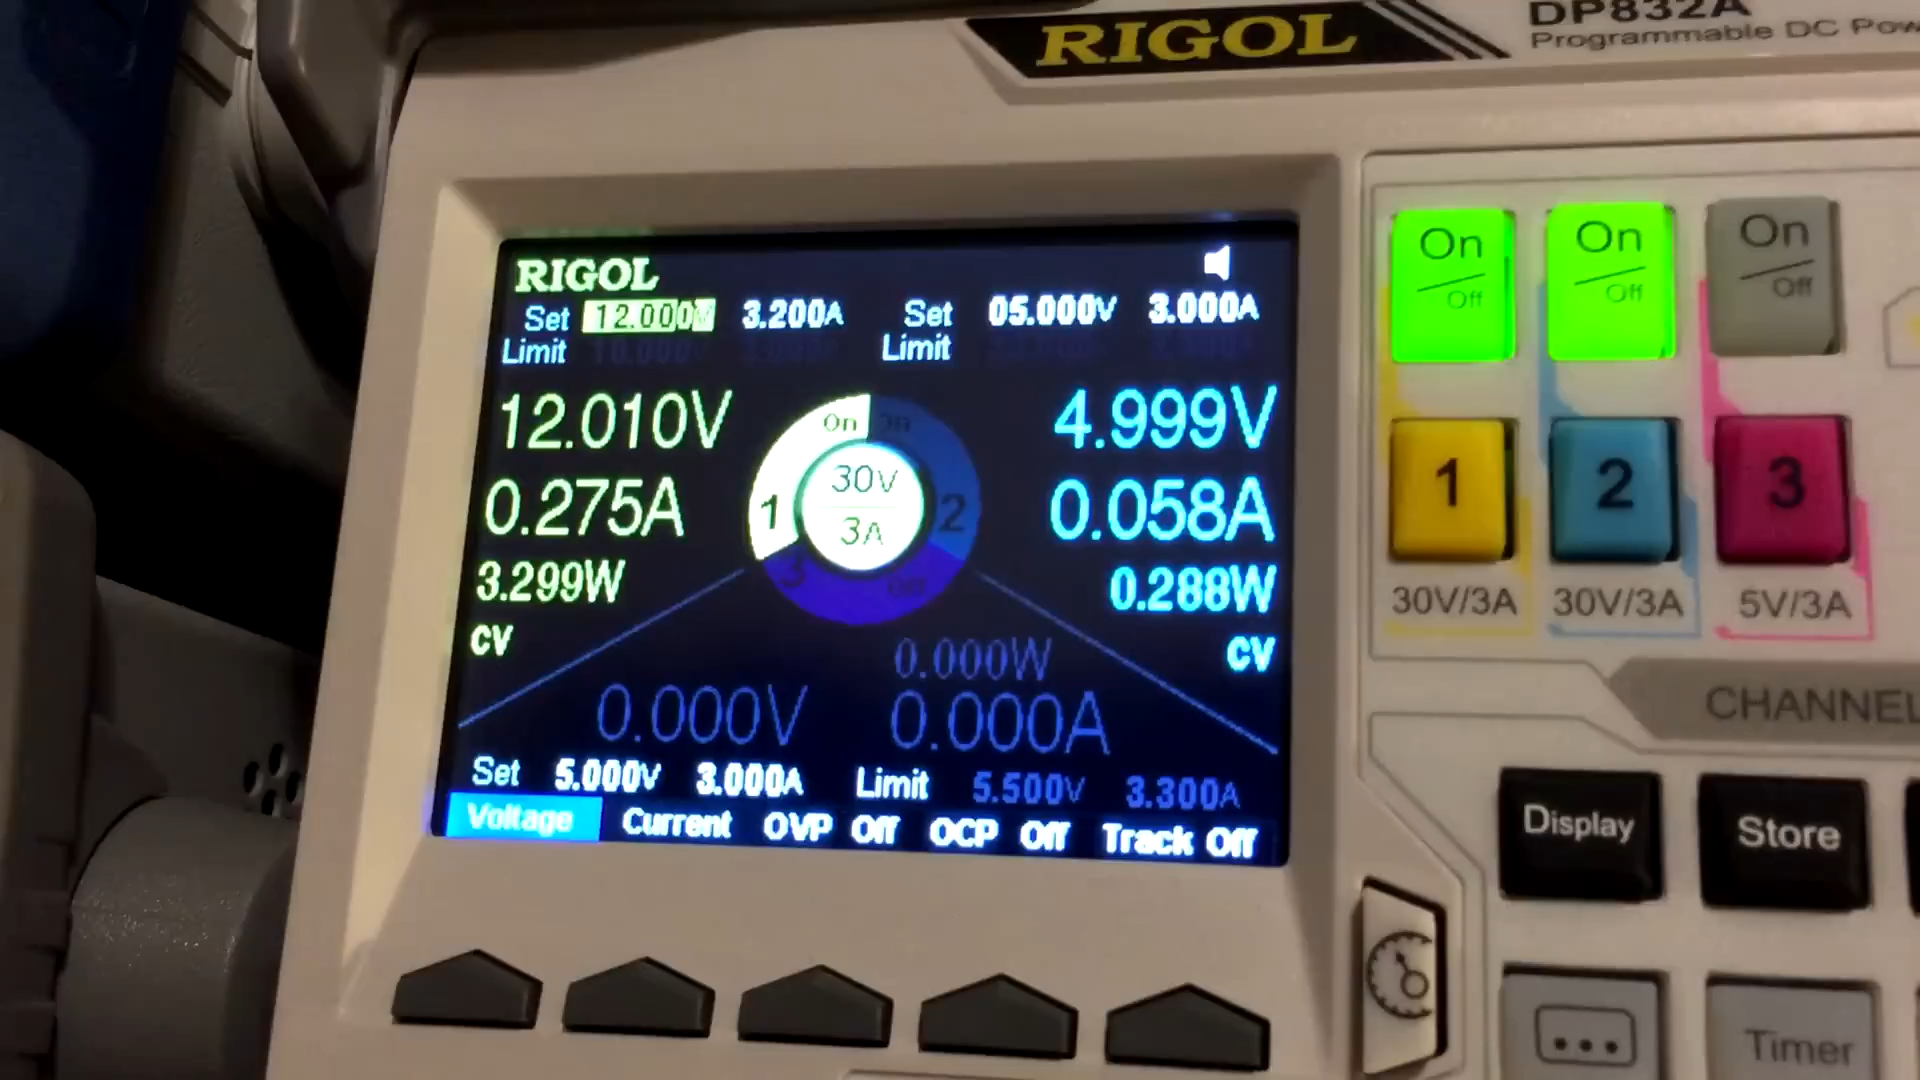 RIGOL
DP832A
Programmable DC Pow
RIGOL
Set 12.000V 3.200A
Set 05.000V 3.000A
Limit
Limit
12.010V
0.275A
3.299W
CV
On
30V
3A
1
2
3
4.999V
0.058A
0.288W
CV
0.000W
0.000V 0.000A
Set 5.000V 3.000A Limit 5.500V 3.300A
Voltage Current OVP Off OCP Off Track Off
On Off
On Off
On Off
1 2 3
30V/3A 30V/3A 5V/3A
CHANNEL
Display Store
Timer